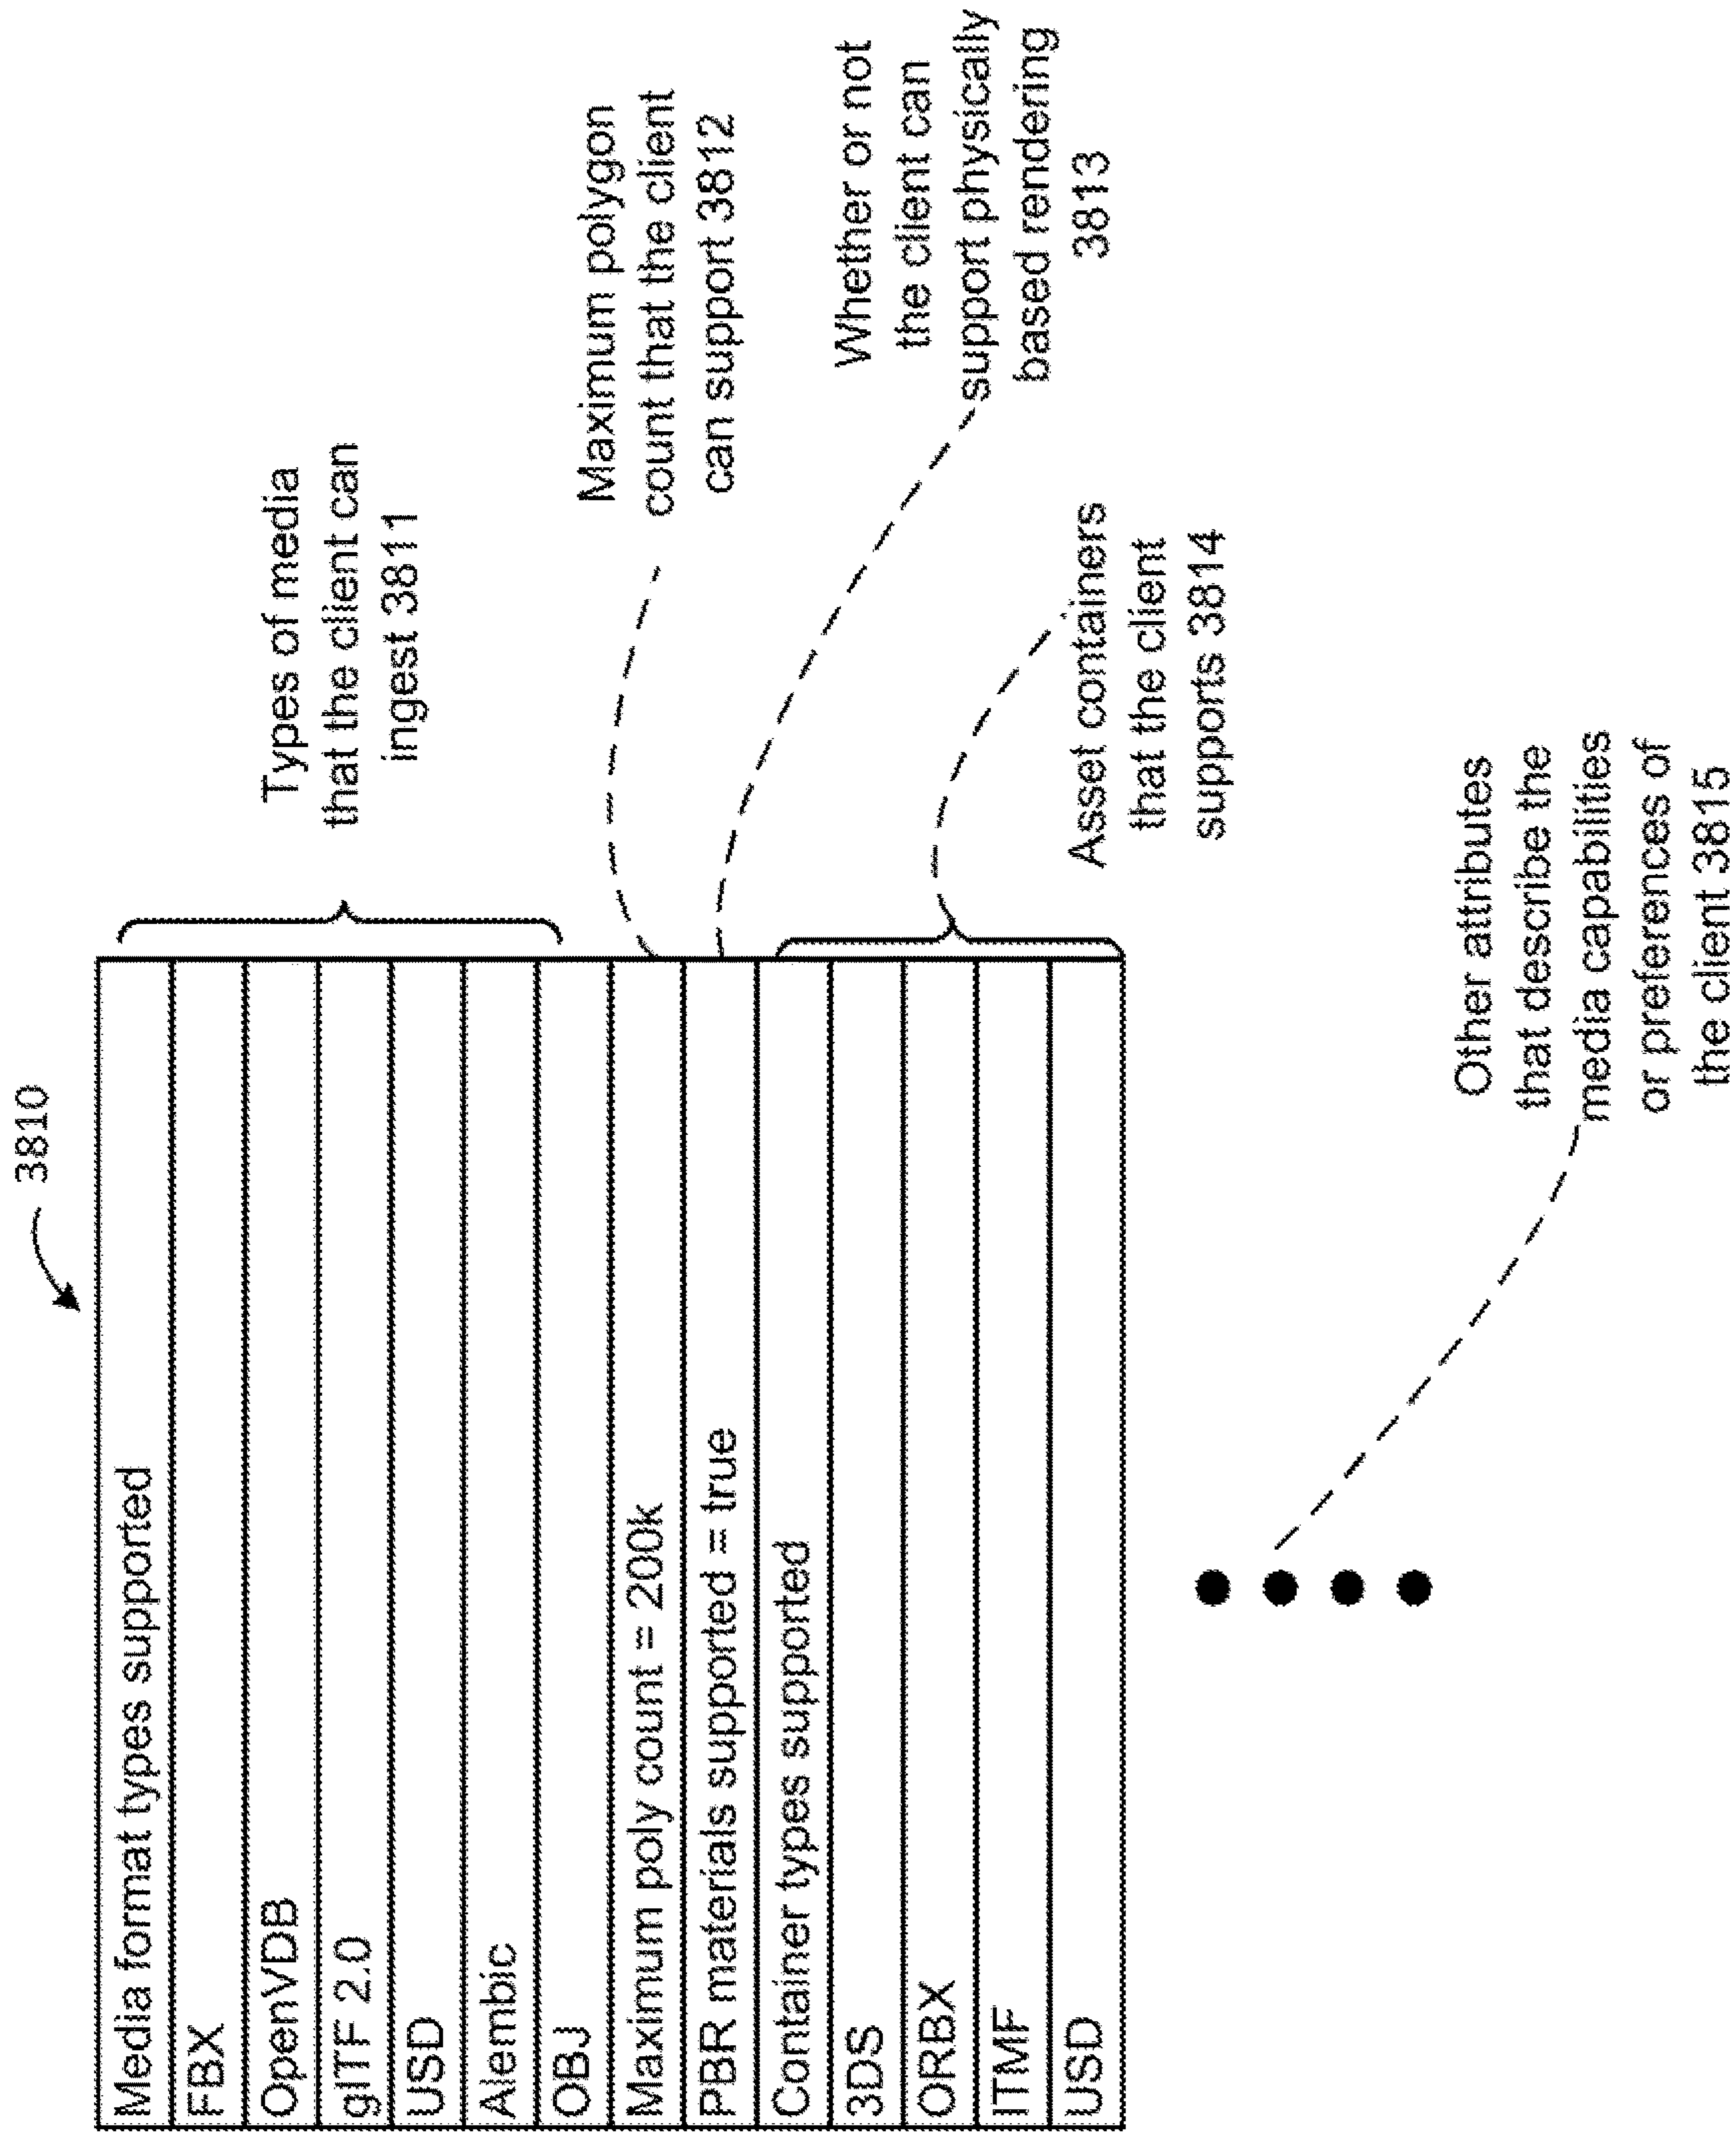 3810
Media format types supported
FBX
OpenVDB
glTF 2.0
USD
Alembic
OBJ
Maximum poly count = 200k
PBR materials supported = true
Container types supported
3DS
ORBX
ITMF
USD
Types of media
that the client can
ingest 3811
Maximum polygon
count that the client
can support 3812
Whether or not
the client can
support physically
based rendering
3813
Asset containers
that the client
supports 3814
Other attributes
that describe the
media capabilities
or preferences of
the client 3815